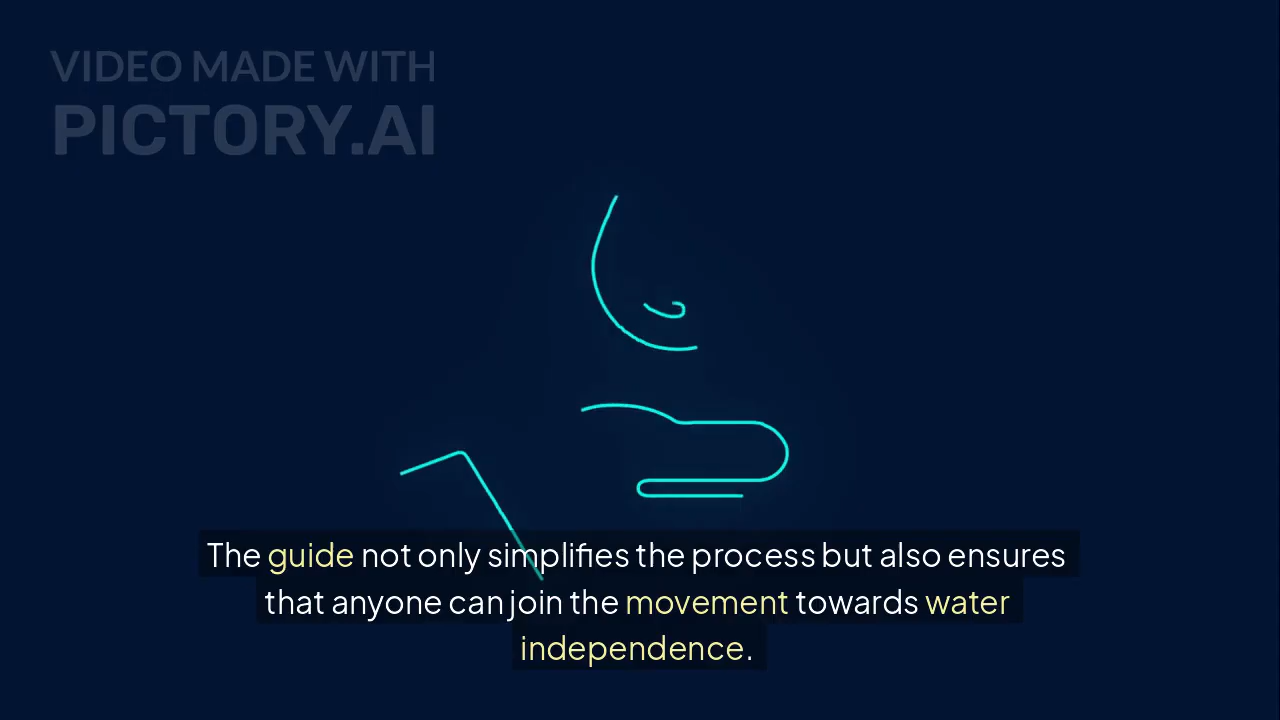 VIDEO MADE WITH
PICTORY.AI
The guide not only simplifies the process but also ensures
that anyone can join the movement towards water
independence.